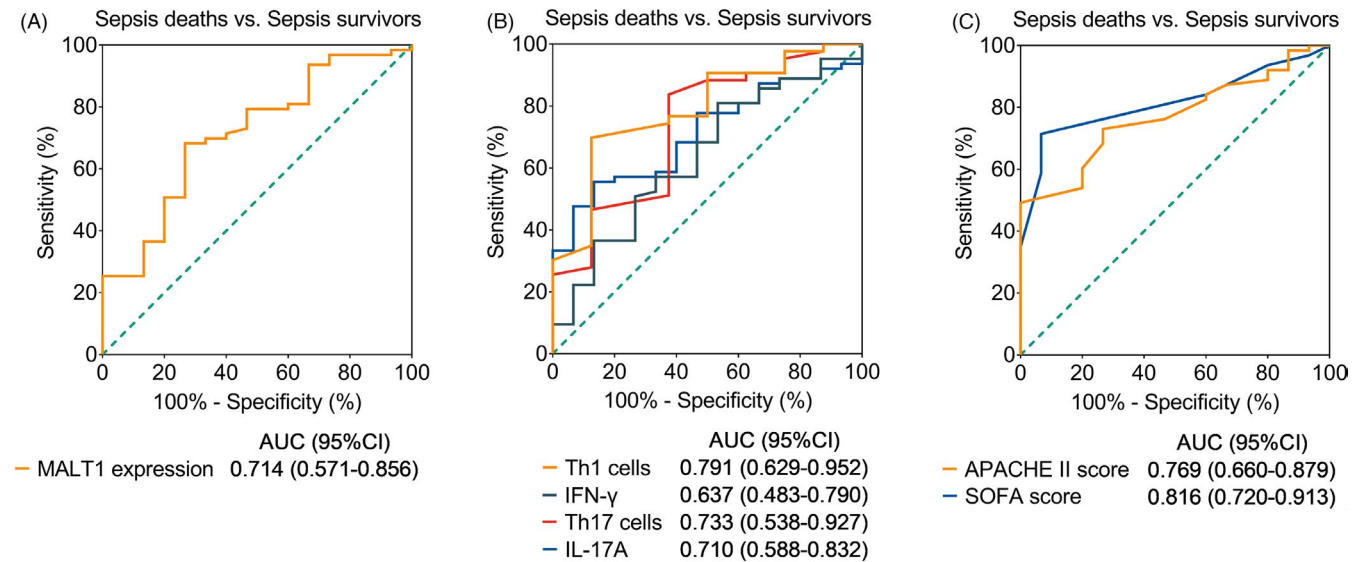 (A) Sepsis deaths vs. Sepsis survivors
100
80
60
40
20
0
Sensitivity (%)
0 20 40 60 80 100
100% - Specificity (%)
AUC (95%CI)
MALT1 expression 0.714 (0.571-0.856)
(B) Sepsis deaths vs. Sepsis survivors
100
80
60
40
20
0
Sensitivity (%)
0 20 40 60 80 100
100% - Specificity (%)
AUC (95%CI)
Th1 cells 0.791 (0.629-0.952)
IFN-γ 0.637 (0.483-0.790)
Th17 cells 0.733 (0.538-0.927)
IL-17A 0.710 (0.588-0.832)
(C) Sepsis deaths vs. Sepsis survivors
100
80
60
40
20
0
Sensitivity (%)
0 20 40 60 80 100
100% - Specificity (%)
AUC (95%CI)
APACHE II score 0.769 (0.660-0.879)
SOFA score 0.816 (0.720-0.913)